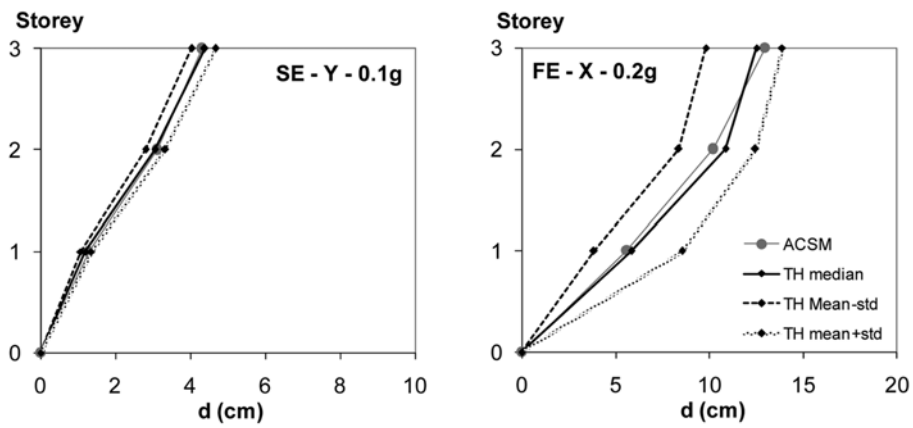 Storey
3
2
1
0
SE - Y - 0.1g
0 2 4 6 8 10
d (cm)
Storey
3
2
1
0
FE - X - 0.2g
ACSM
TH median
TH Mean-std
TH mean+std
0 5 10 15 20
d (cm)